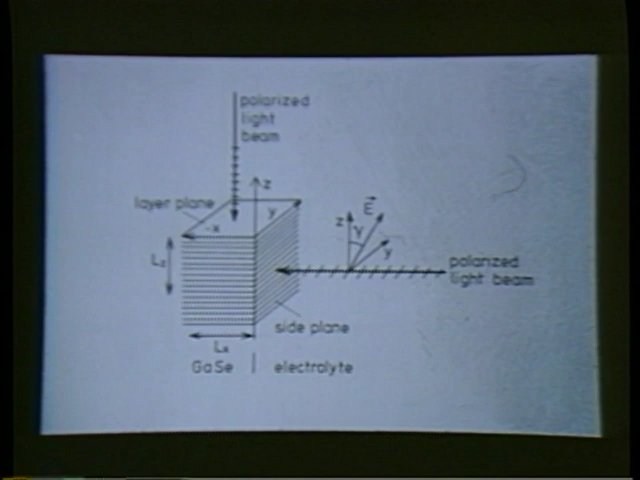 polarized
light
beam
z
layer plane
y
-x
z
γ
E
y
Lz
polarized
light beam
side plane
Lx
GaSe | electrolyte